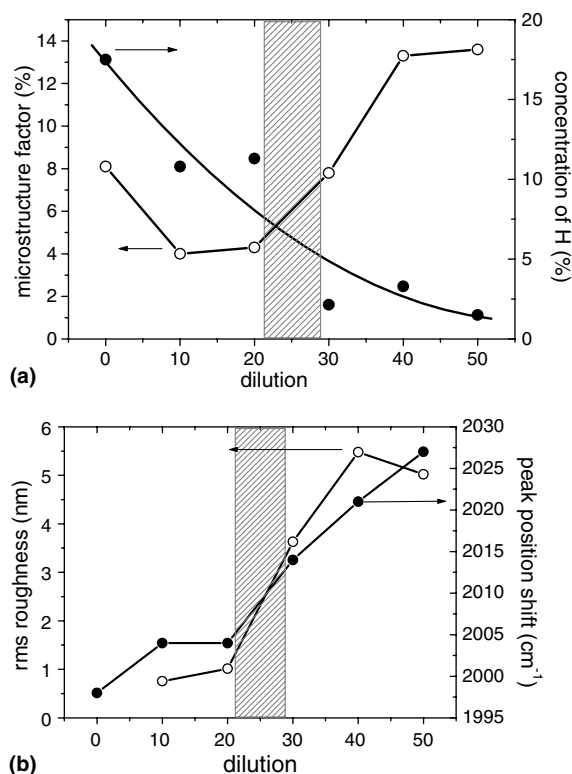 14
12
10
8
6
4
2
0
microstructure factor (%)
20
15
10
5
0
concentration of H (%)
0 10 20 30 40 50
dilution
(a)
6
5
4
3
2
1
0
rms roughness (nm)
2030
2025
2020
2015
2010
2005
2000
1995
peak position shift (cm⁻¹)
0 10 20 30 40 50
dilution
(b)